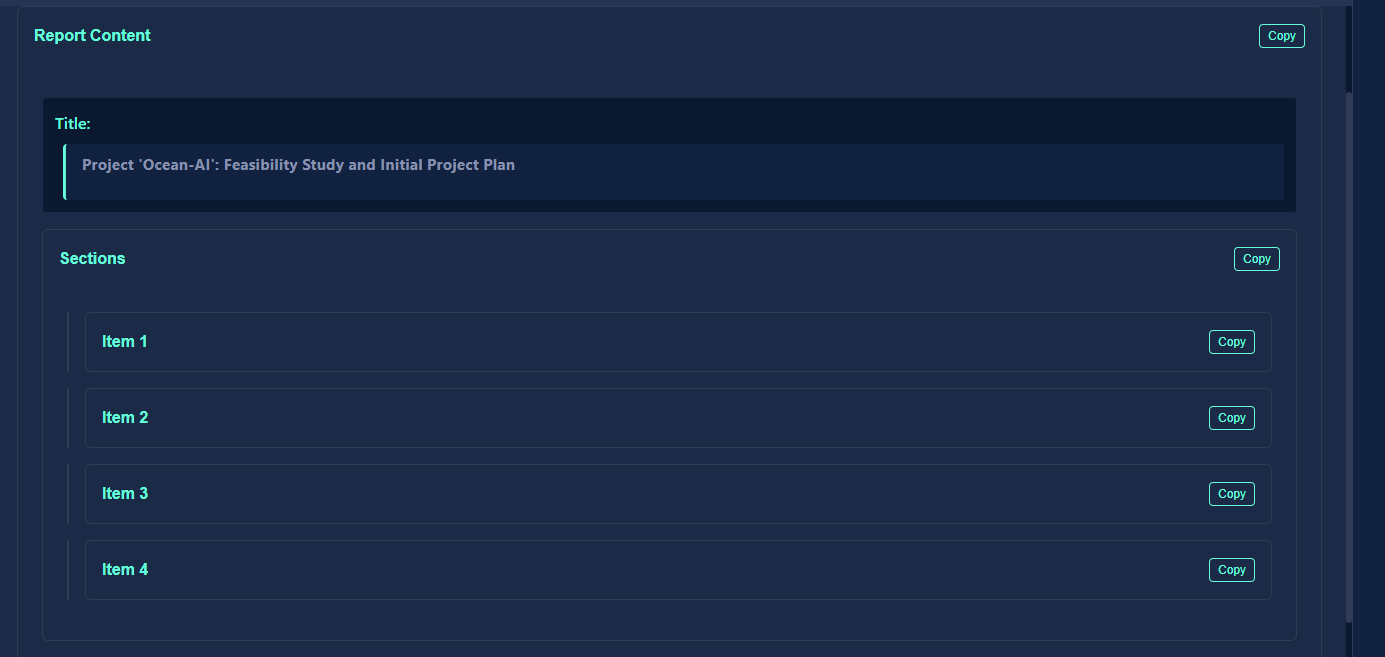 Report Content
Copy
Title:
Project 'Ocean-AI': Feasibility Study and Initial Project Plan
Sections
Copy
Item 1
Copy
Item 2
Copy
Item 3
Copy
Item 4
Copy